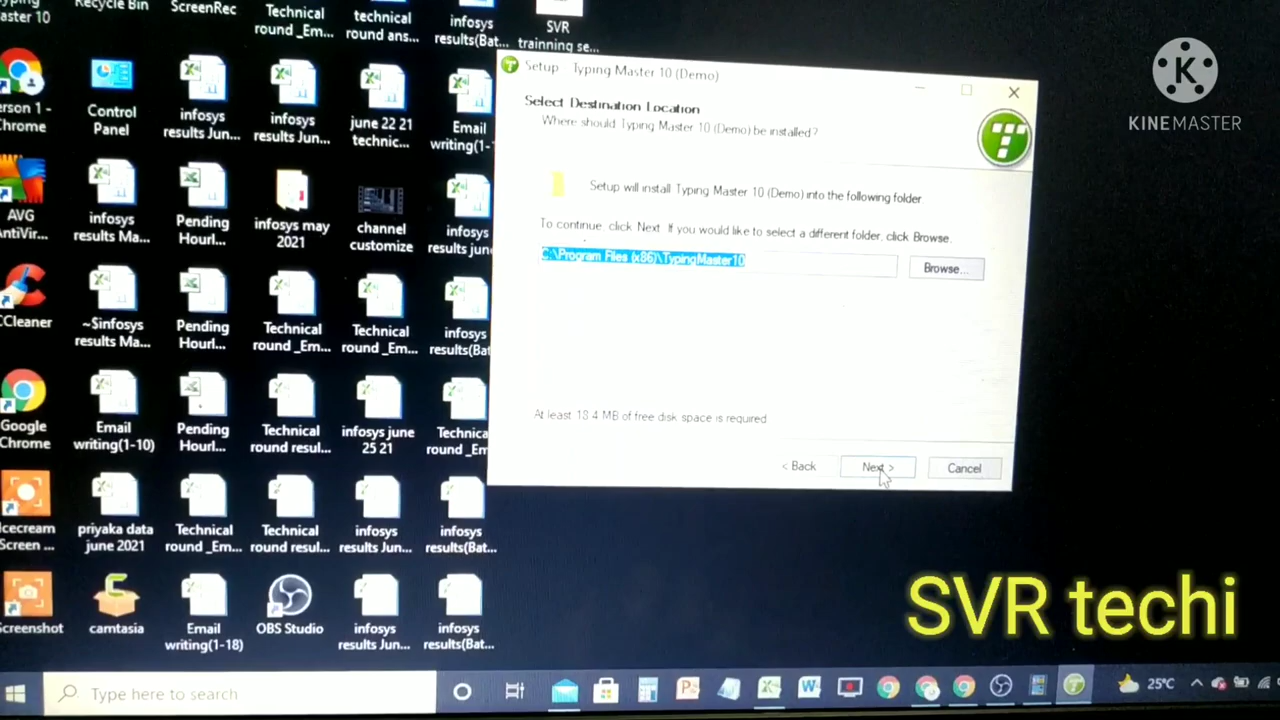 aster 10
Recycle Bin
ScreenRec
Technical
round _Em...
technical
round ans...
infosys
results(Bat...
SVR
trainning se...
erson 1 -
Chrome
Control
Panel
infosys
results Jun...
infosys
results Jun...
june 22 21
technic...
Email
writing(1-
AVG
AntiVir...
infosys
results Ma...
Pending
Hourl...
infosys may
2021
channel
customize
infosys
results june
CCleaner
~$infosys
results Ma...
Pending
Hourl...
Technical
round _Em...
Technical
round _Em...
infosys
results(Bat
Google
Chrome
Email
writing(1-10)
Pending
Hourl...
Technical
round resul...
infosys june
25 21
Technica
round _Em
Icecream
Screen ...
priyaka data
june 2021
Technical
round _Em...
Technical
round resul...
infosys
results Jun...
infosys
results(Bat...
Screenshot
camtasia
Email
writing(1-18)
OBS Studio
infosys
results Jun...
infosys
results(Bat...
Setup Typing Master 10 (Demo)
Select Destination Location
Where should Typing Master 10 (Demo) be installed?
Setup will install Typing Master 10 (Demo) into the following folder
To continue, click Next. If you would like to select a different folder, click Browse.
C:\Program Files (x86)\TypingMaster10
Browse...
At least 18.4 MB of free disk space is required
< Back
Next >
Cancel
K
KINEMASTER
SVR techi
Type here to search
25°C